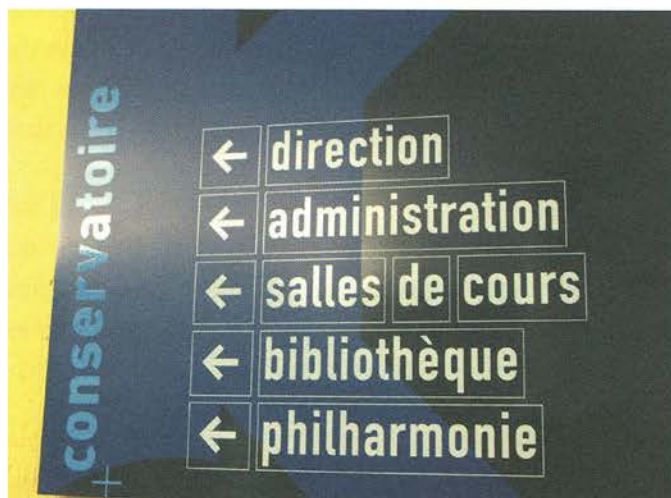 conservatoire
← direction
← administration
← salles de cours
← bibliothèque
← philharmonie